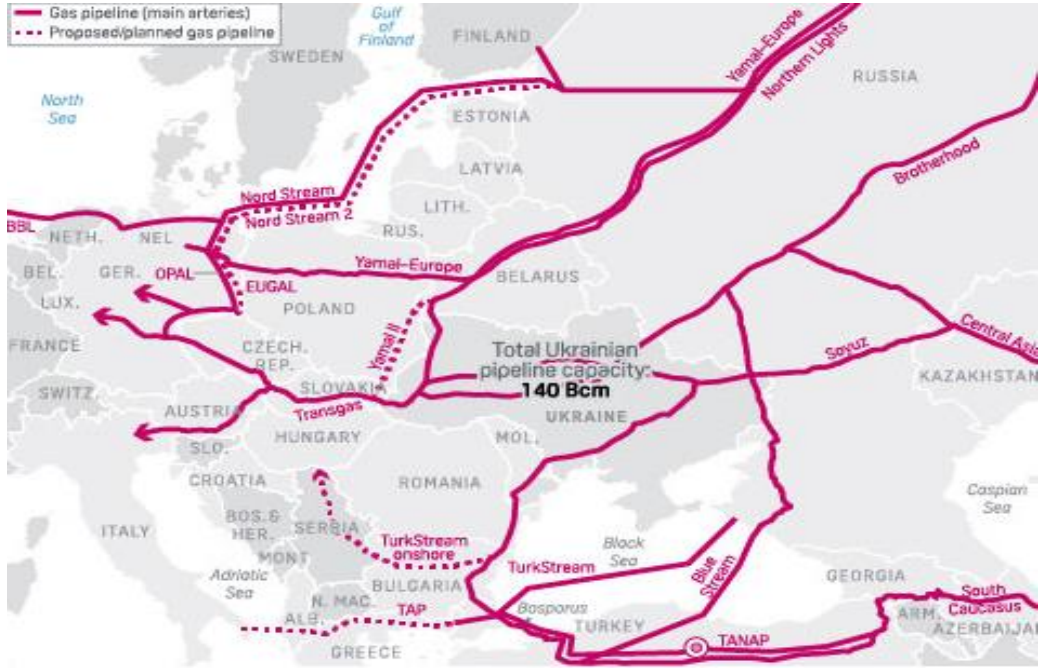 Gas pipeline (main arteries)
Proposed/planned gas pipeline
Gulf
of
Finland
FINLAND
SWEDEN
North
Sea
RUSSIA
Yamal–Europe
Northern Lights
ESTONIA
LATVIA
Brotherhood
Nord Stream
Nord Stream 2
LITH.
RUS.
BBL
NETH.
NEL
BEL.
GER.
OPAL
EUGAL
Yamal–Europe
BELARUS
LUX.
POLAND
Yamal II
FRANCE
CZECH.
REP.
Total Ukrainian
pipeline capacity:
140 Bcm
Soyuz
Central Asia
KAZAKHSTAN
SWITZ.
SLOVAKIA
AUSTRIA
Transgas
UKRAINE
HUNGARY
MOL.
SLO.
CROATIA
ROMANIA
Caspian
Sea
BOS.&
HER.
SERBIA
ITALY
TurkStream
onshore
Black
Sea
MONT
Adriatic
Sea
BULGARIA
TurkStream
Blue
Stream
GEORGIA
N. MAC.
ALB.
TAP
Bosporus
TURKEY
South
Caucasus
ARM.
AZERBAIJAN
TANAP
GREECE